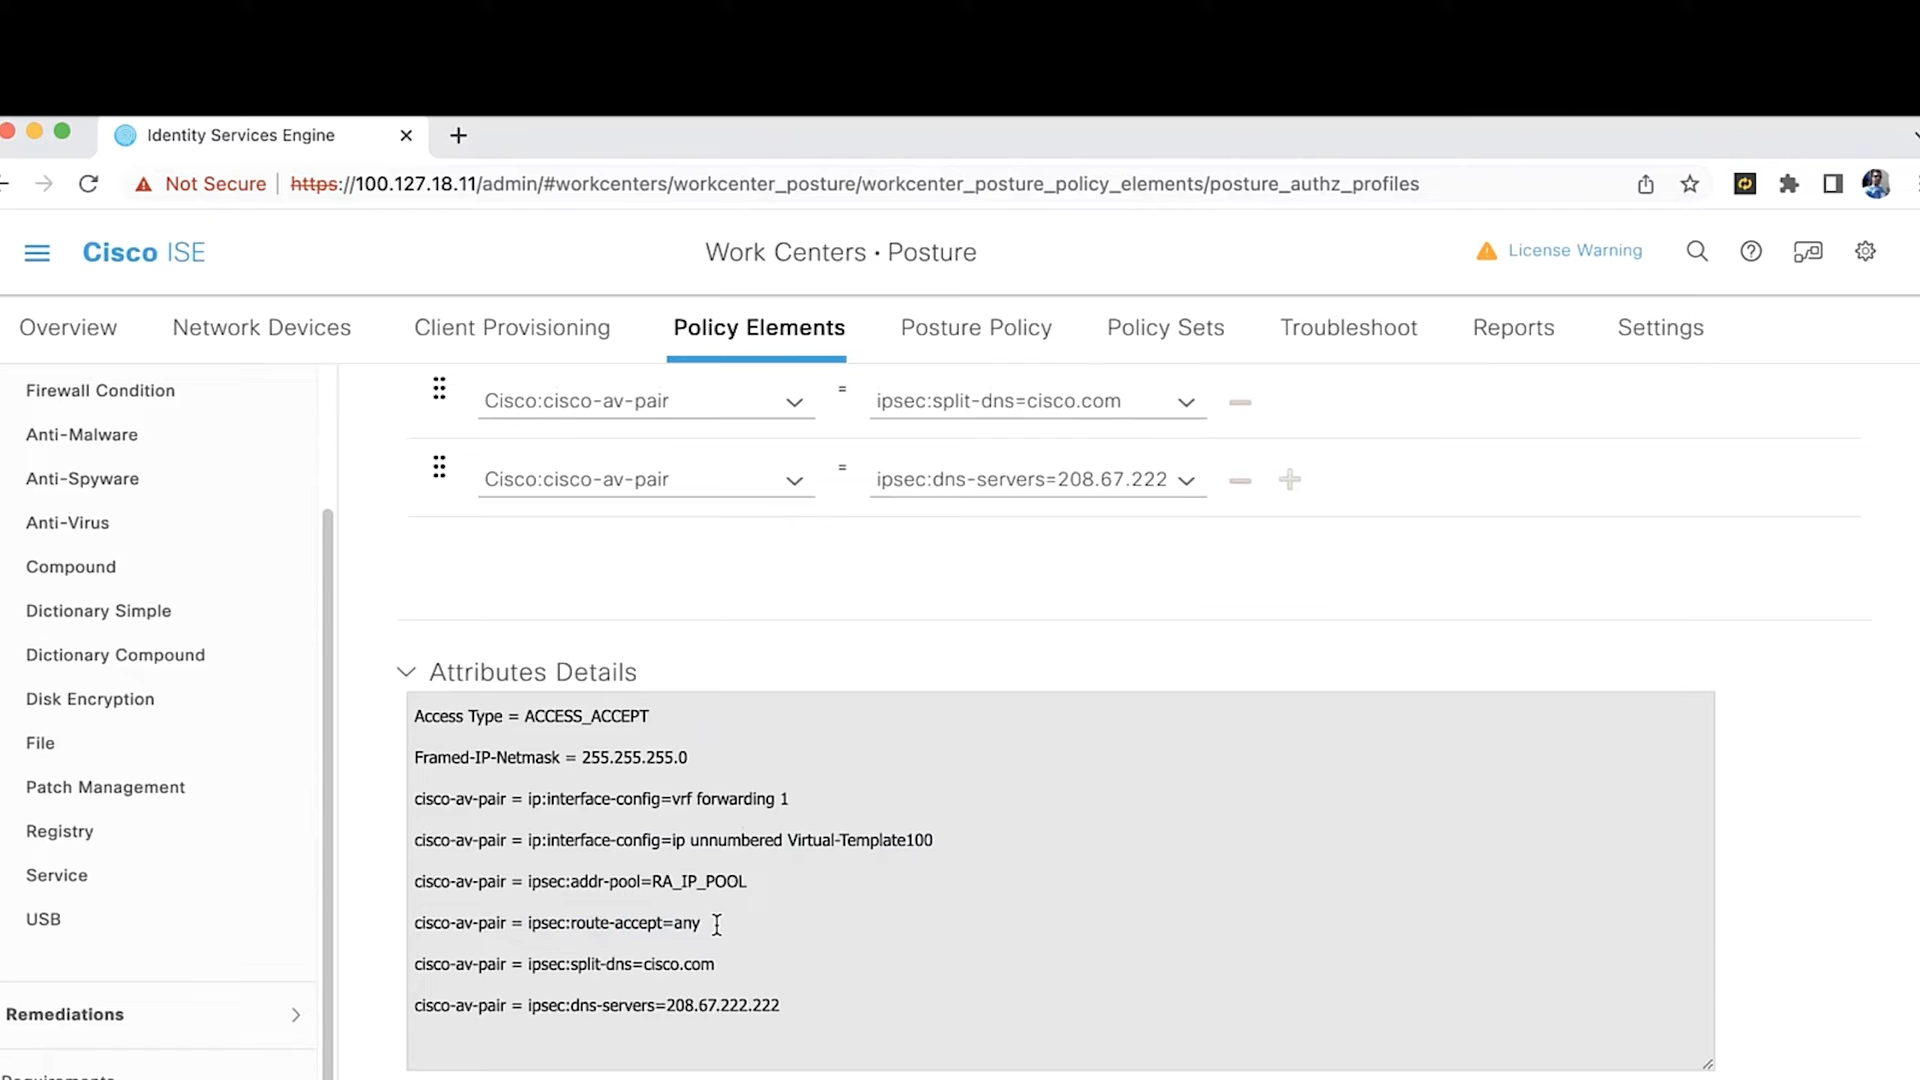 Identity Services Engine
Not Secure | https://100.127.18.11/admin/#workcenters/workcenter_posture/workcenter_posture_policy_elements/posture_authz_profiles
Cisco ISE
Work Centers • Posture
License Warning
Overview
Network Devices
Client Provisioning
Policy Elements
Posture Policy
Policy Sets
Troubleshoot
Reports
Settings
Firewall Condition
Anti-Malware
Anti-Spyware
Anti-Virus
Compound
Dictionary Simple
Dictionary Compound
Disk Encryption
File
Patch Management
Registry
Service
USB
Remediations
Cisco:cisco-av-pair = ipsec:split-dns=cisco.com
Cisco:cisco-av-pair = ipsec:dns-servers=208.67.222
Attributes Details
Access Type = ACCESS_ACCEPT
Framed-IP-Netmask = 255.255.255.0
cisco-av-pair = ip:interface-config=vrf forwarding 1
cisco-av-pair = ip:interface-config=ip unnumbered Virtual-Template100
cisco-av-pair = ipsec:addr-pool=RA_IP_POOL
cisco-av-pair = ipsec:route-accept=any
cisco-av-pair = ipsec:split-dns=cisco.com
cisco-av-pair = ipsec:dns-servers=208.67.222.222